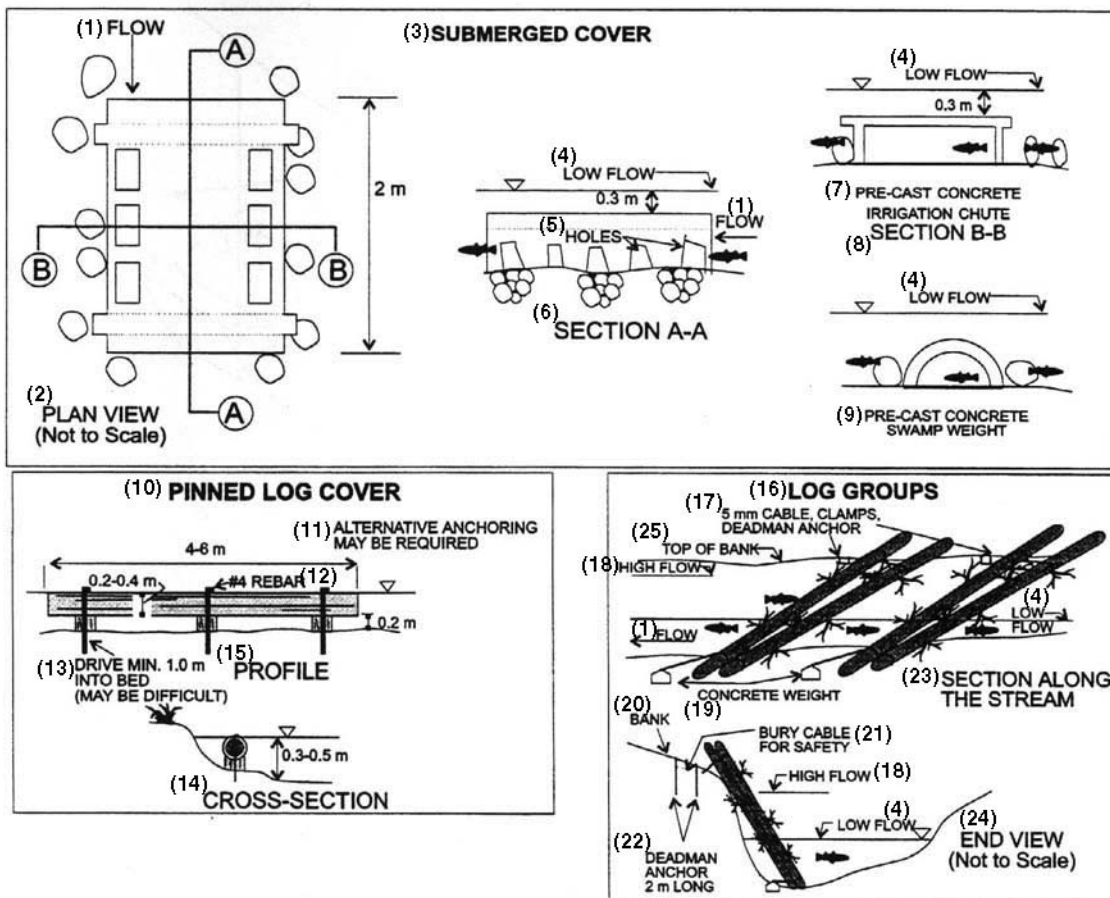 (1) FLOW
A
(3) SUBMERGED COVER
(4)
LOW FLOW
0.3 m
2 m
(4)
LOW FLOW
0.3 m
(1)
FLOW
(5) HOLES
(7) PRE-CAST CONCRETE
IRRIGATION CHUTE
SECTION B-B
(8)
B
B
(6)
SECTION A-A
(4)
LOW FLOW
(2)
PLAN VIEW
(Not to Scale)
A
(9) PRE-CAST CONCRETE
SWAMP WEIGHT
(10) PINNED LOG COVER
(11) ALTERNATIVE ANCHORING
MAY BE REQUIRED
4-6 m
0.2-0.4 m
#4 REBAR (12)
0.2 m
(13) DRIVE MIN. 1.0 m
INTO BED
(MAY BE DIFFICULT)
(15)
PROFILE
0.3-0.5 m
(14)
CROSS-SECTION
(16) LOG GROUPS
(17)
5 mm CABLE, CLAMPS,
DEADMAN ANCHOR
(25)
TOP OF BANK
(18) HIGH FLOW
(4)
LOW
FLOW
(1)
FLOW
CONCRETE WEIGHT
(19)
(23) SECTION ALONG
THE STREAM
(20)
BANK
BURY CABLE (21)
FOR SAFETY
HIGH FLOW (18)
(4)
LOW FLOW
(22)
DEADMAN
ANCHOR
2 m LONG
(24)
END VIEW
(Not to Scale)